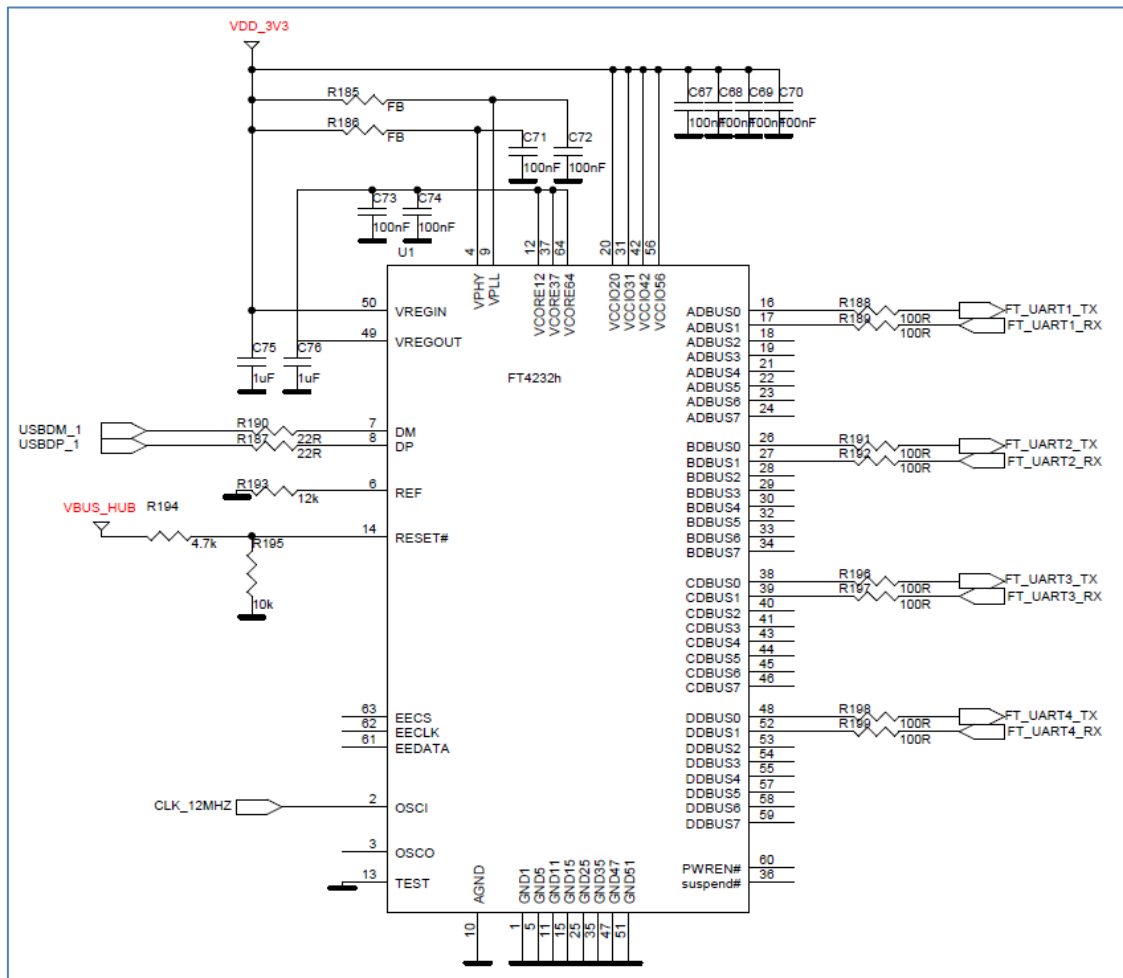 VDD_3V3
R185
FB
R186
FB
C67 C68 C69 C70
100nF 100nF 100nF 100nF
C71 C72
100nF 100nF
C73 C74
100nF 100nF
U1
4 9 12 37 64 20 31 42 56
VPHY VPLL VCORE12 VCORE37 VCORE64 VCCIO20 VCCIO31 VCCIO42 VCCIO56
50 VREGIN
49 VREGOUT
C75 C76
1uF 1uF
FT4232h
USBDM_1 R190 22R 7 DM
USBDP_1 R187 22R 8 DP
R193 12k 6 REF
VBUS_HUB R194 4.7k 14 RESET#
R195
10k
63 EECS
62 EECLK
61 EEDATA
CLK_12MHZ 2 OSCI
3 OSCO
13 TEST
ADBUS0 16 R188 100R FT_UART1_TX
ADBUS1 17 R189 100R FT_UART1_RX
ADBUS2 18
ADBUS3 19
ADBUS4 21
ADBUS5 22
ADBUS6 23
ADBUS7 24
BDBUS0 26 R191 100R FT_UART2_TX
BDBUS1 27 R192 100R FT_UART2_RX
BDBUS2 28
BDBUS3 29
BDBUS4 30
BDBUS5 32
BDBUS6 33
BDBUS7 34
CDBUS0 38 R196 100R FT_UART3_TX
CDBUS1 39 R197 100R FT_UART3_RX
CDBUS2 40
CDBUS3 41
CDBUS4 43
CDBUS5 44
CDBUS6 45
CDBUS7 46
DDBUS0 48 R198 100R FT_UART4_TX
DDBUS1 52 R199 100R FT_UART4_RX
DDBUS2 53
DDBUS3 54
DDBUS4 55
DDBUS5 57
DDBUS6 58
DDBUS7 59
PWREN# 60
suspend# 36
AGND GND1 GND5 GND11 GND15 GND25 GND35 GND47 GND51
10 1 5 11 15 25 35 47 51